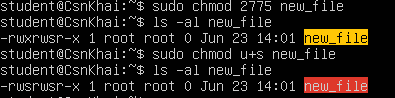 student@CsnKhai:~$ sudo chmod 2775 new_file
student@CsnKhai:~$ ls -al new_file
-rwxrwsr-x 1 root root 0 Jun 23 14:01 new_file
student@CsnKhai:~$ sudo chmod u+s new_file
student@CsnKhai:~$ ls -al new_file
-rwsrwsr-x 1 root root 0 Jun 23 14:01 new_file